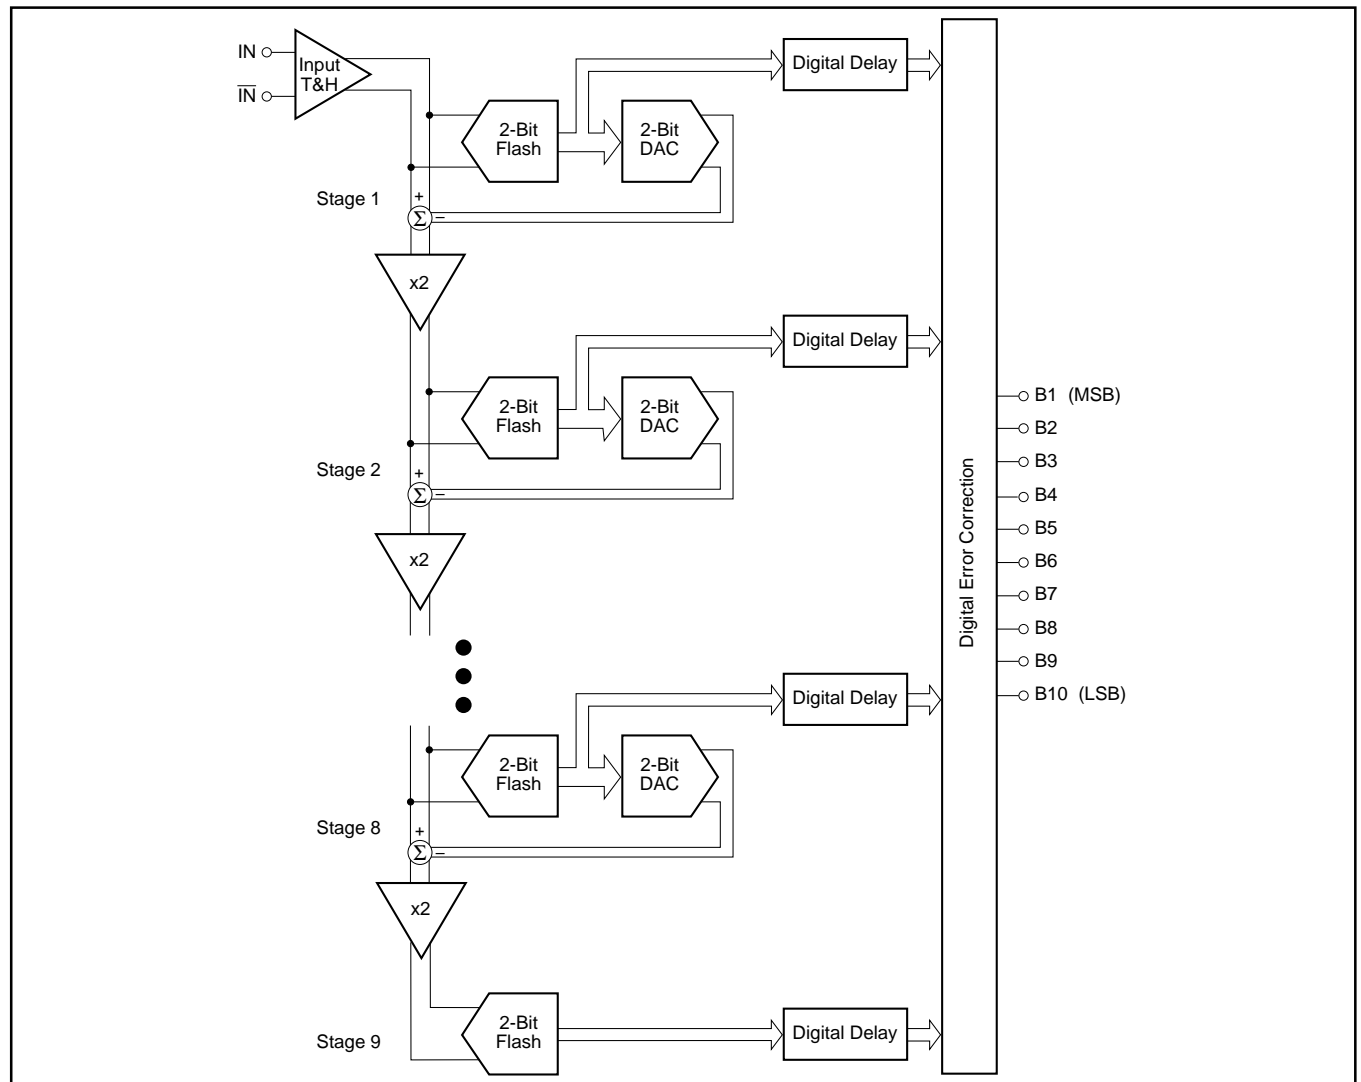 IN
Input
T&H
IN
2-Bit
Flash
2-Bit
DAC
Digital Delay
Stage 1
+
Σ
–
x2
2-Bit
Flash
2-Bit
DAC
Digital Delay
Stage 2
+
Σ
–
x2
2-Bit
Flash
2-Bit
DAC
Digital Delay
Stage 8
+
Σ
–
x2
2-Bit
Flash
Digital Delay
Stage 9
Digital Error Correction
B1 (MSB)
B2
B3
B4
B5
B6
B7
B8
B9
B10 (LSB)